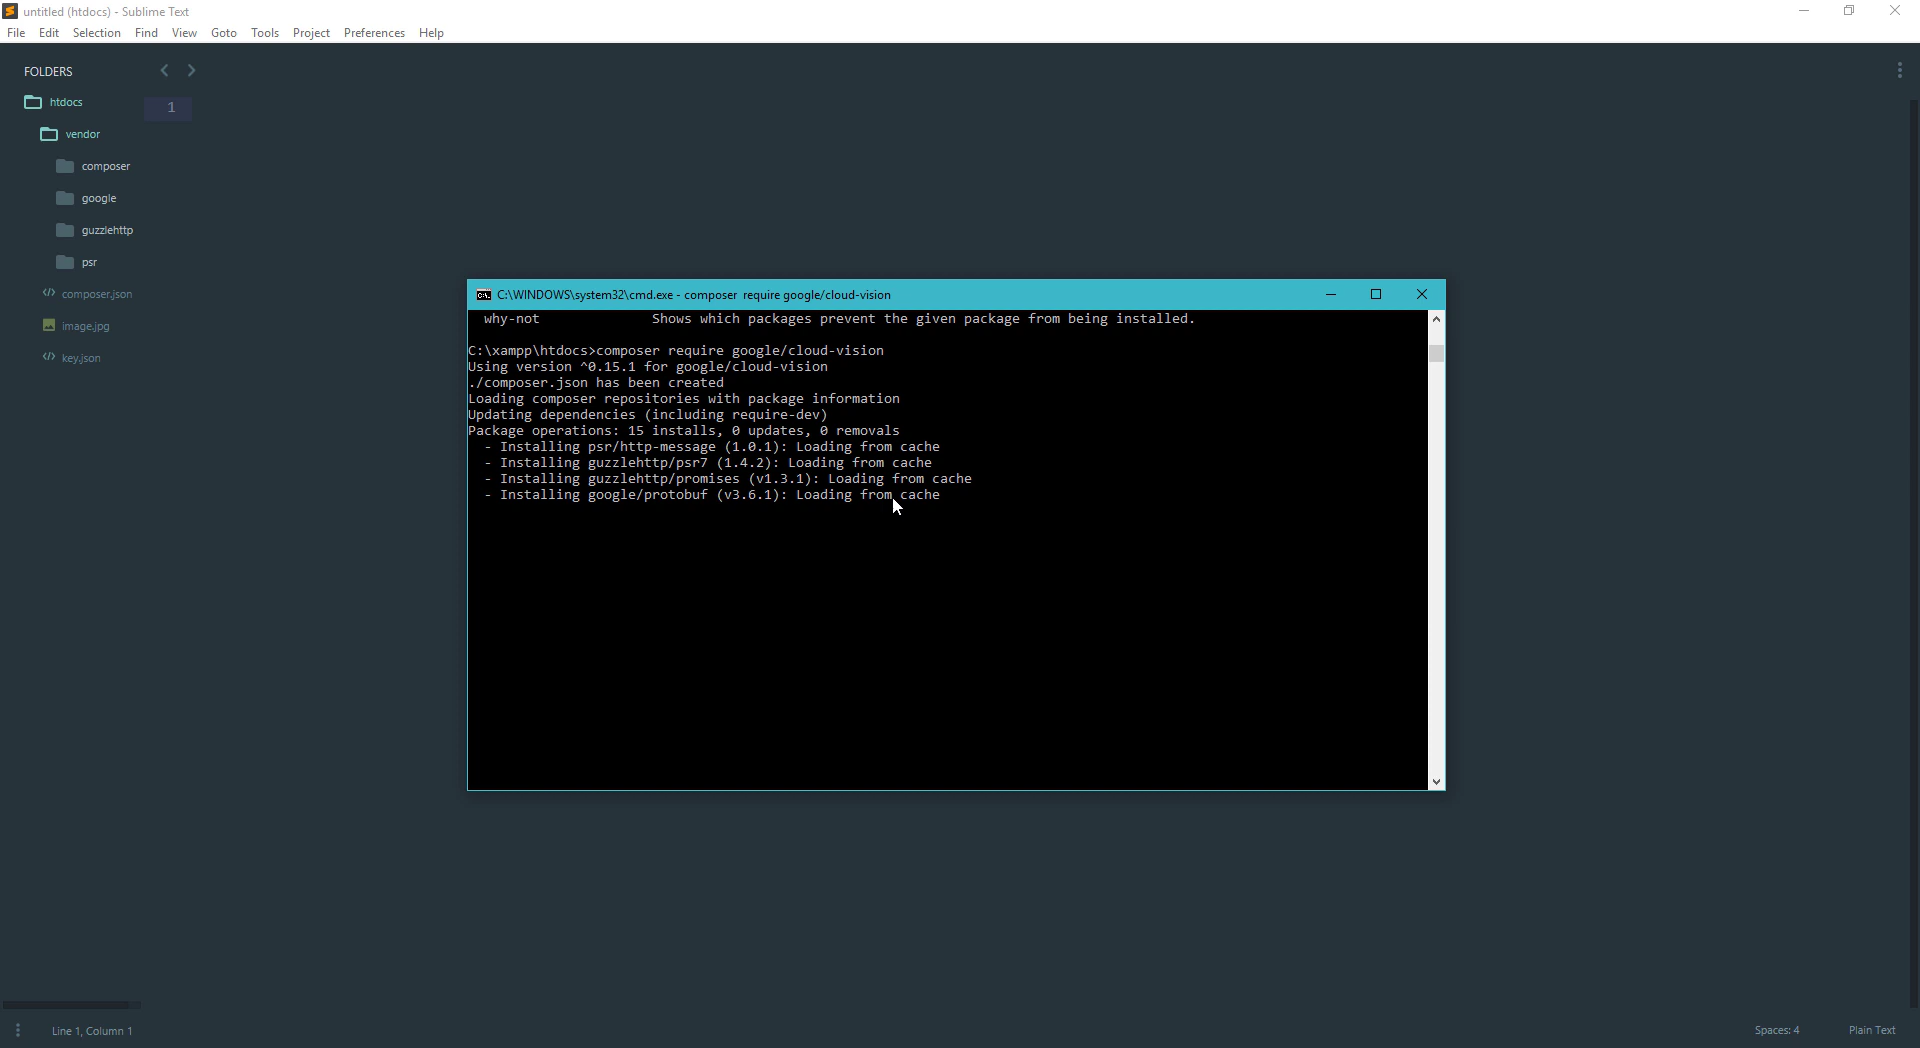 untitled (htdocs) - Sublime Text
File Edit Selection Find View Goto Tools Project Preferences Help
FOLDERS
htdocs
1
vendor
composer
google
guzzlehttp
psr
composer.json
image.jpg
key.json
C:\WINDOWS\system32\cmd.exe - composer  require google/cloud-vision
why-not              Shows which packages prevent the given package from being installed.
C:\xampp\htdocs>composer require google/cloud-vision
Using version ^0.15.1 for google/cloud-vision
./composer.json has been created
Loading composer repositories with package information
Updating dependencies (including require-dev)
Package operations: 15 installs, 0 updates, 0 removals
- Installing psr/http-message (1.0.1): Loading from cache
- Installing guzzlehttp/psr7 (1.4.2): Loading from cache
- Installing guzzlehttp/promises (v1.3.1): Loading from cache
- Installing google/protobuf (v3.6.1): Loading from cache
Line 1, Column 1
Spaces: 4
Plain Text